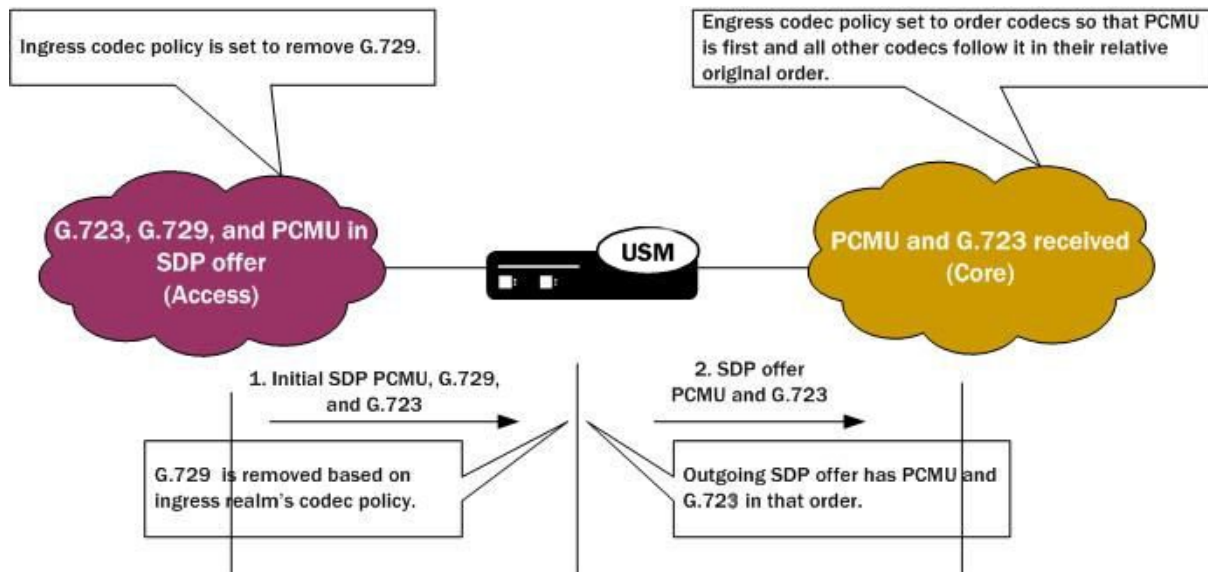 Ingress codec policy is set to remove G.729.
Engress codec policy set to order codecs so that PCMU
is first and all other codecs follow it in their relative
original order.
G.723, G.729, and PCMU in
SDP offer
(Access)
USM
PCMU and G.723 received
(Core)
1. Initial SDP PCMU, G.729,
and G.723
2. SDP offer
PCMU and G.723
G.729 is removed based on
ingress realm's codec policy.
Outgoing SDP offer has PCMU and
G.723 in that order.